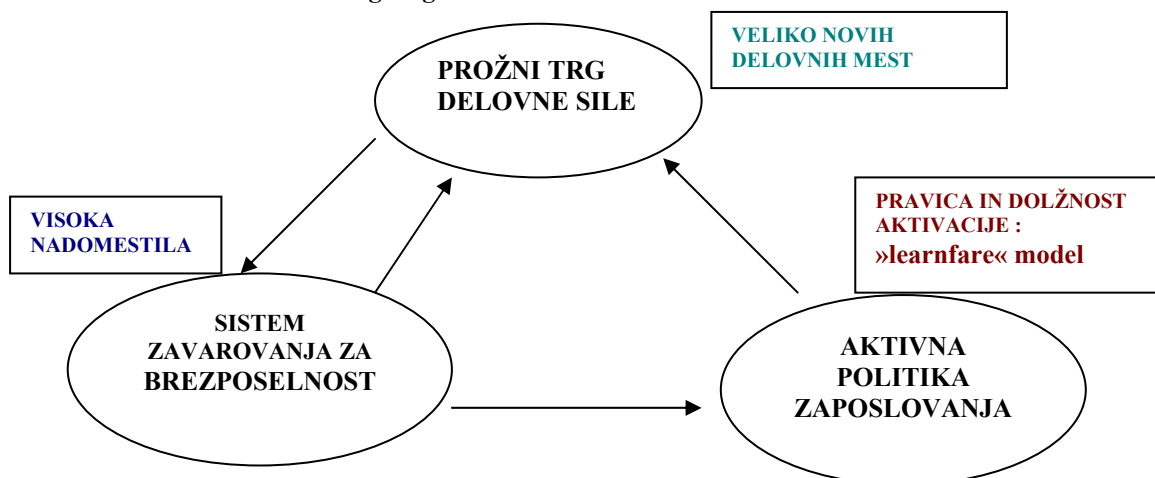 VELIKO NOVIH
DELOVNIH MEST
PROŽNI TRG
DELOVNE SILE
PRAVICA IN DOLŽNOST
AKTIVACIJE :
»learnfare« model
VISOKA
NADOMESTILA
SISTEM
ZAVAROVANJA ZA
BREZPOSELNOST
AKTIVNA
POLITIKA
ZAPOSLOVANJA